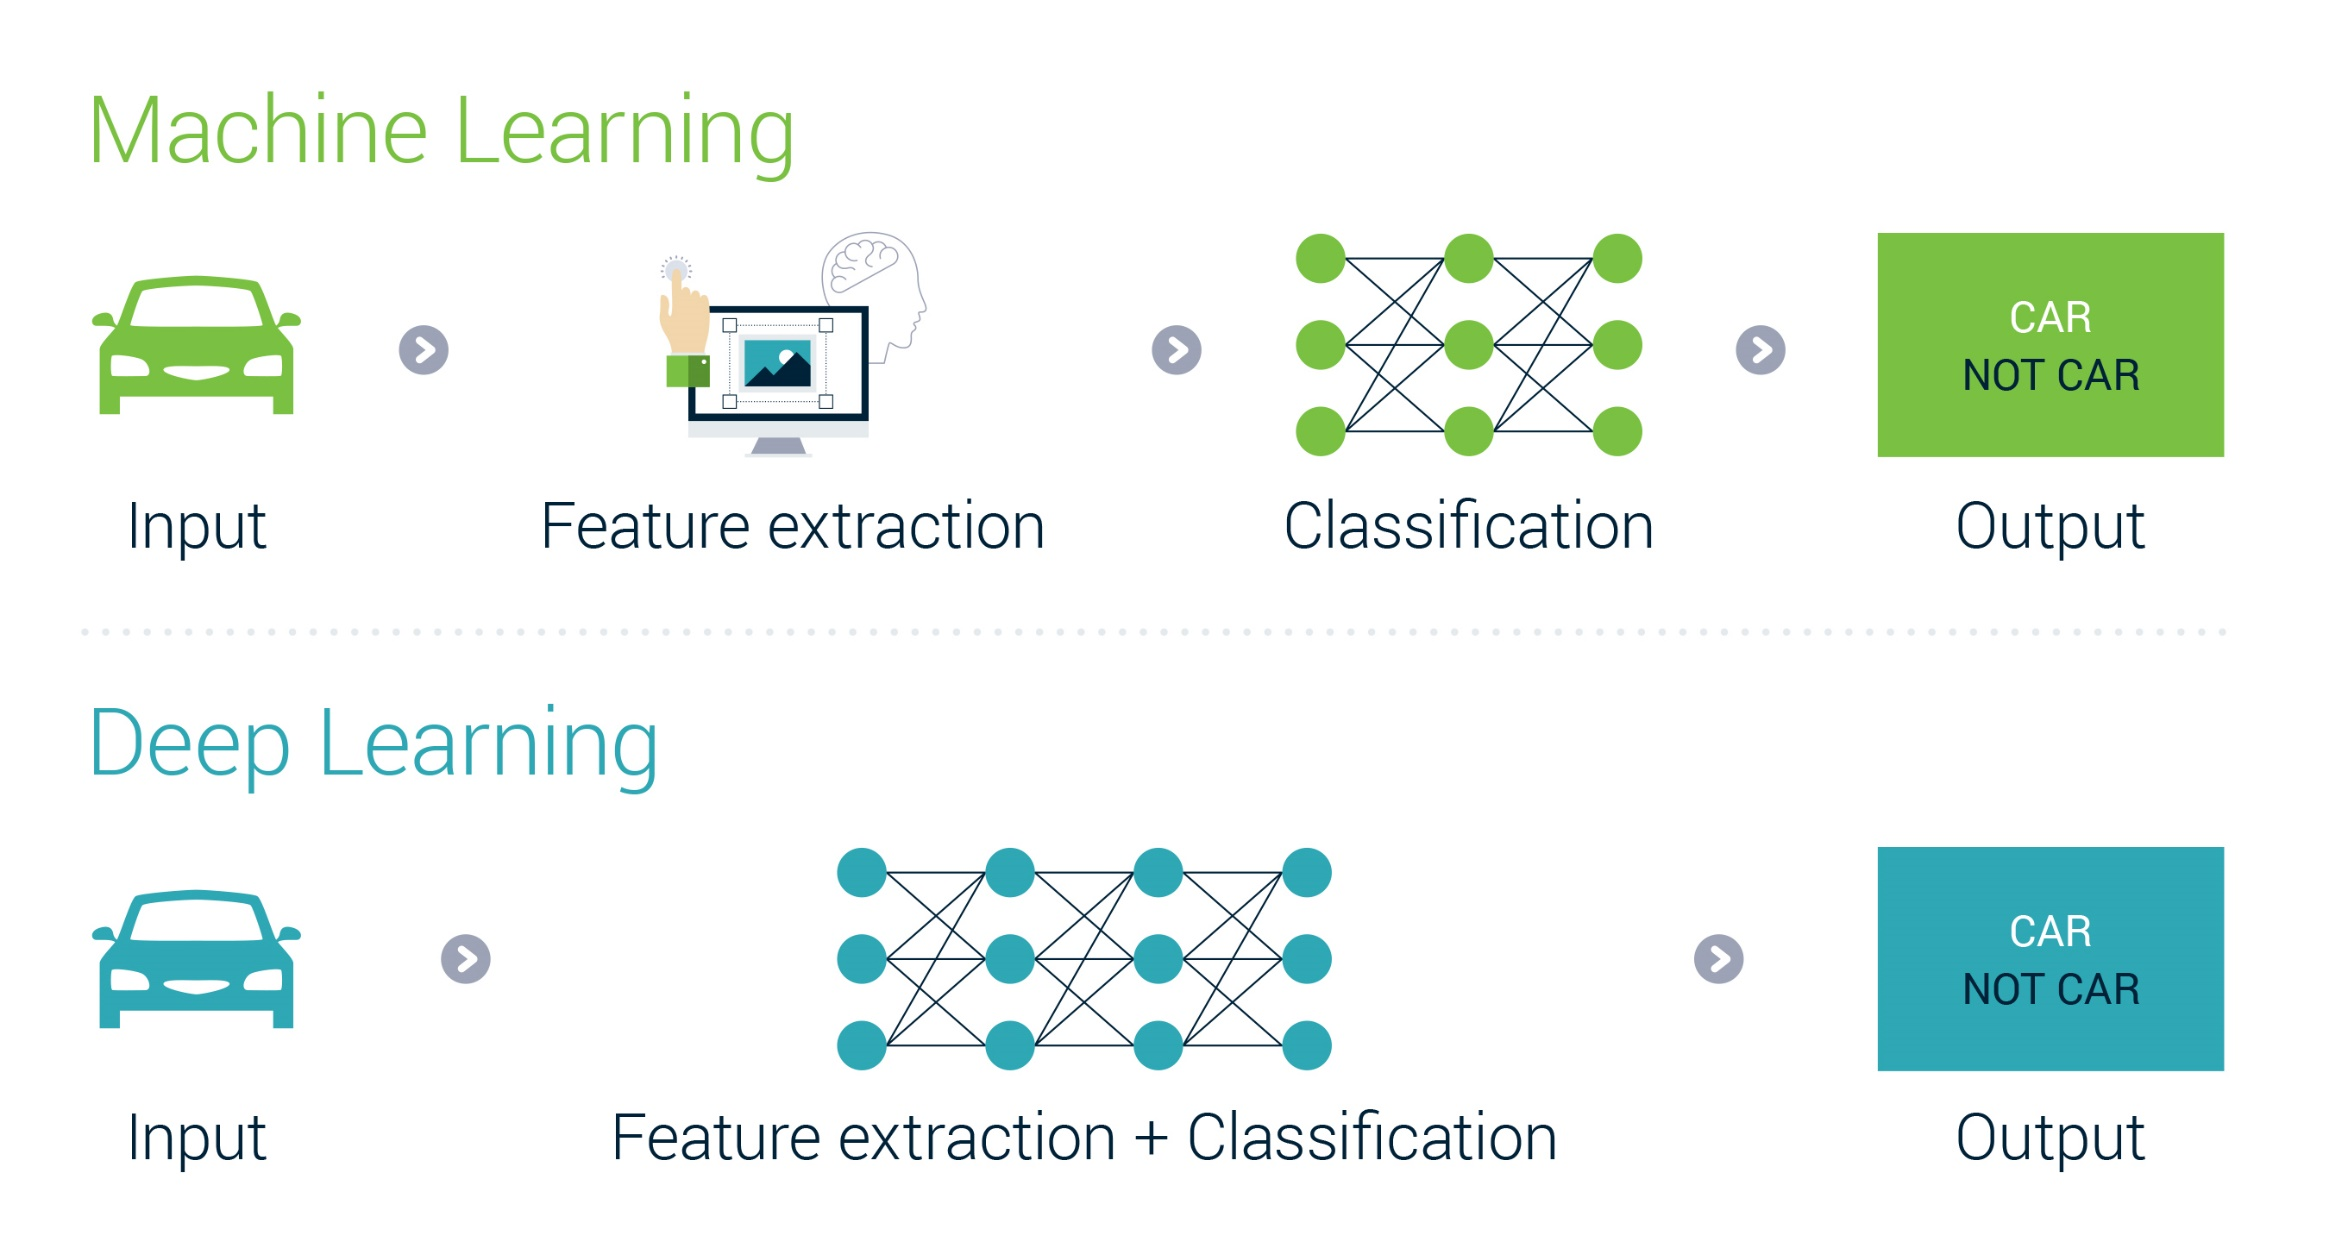 Machine Learning
CAR
NOT CAR
Input
Feature extraction
Classification
Output
Deep Learning
CAR
NOT CAR
Input
Feature extraction + Classification
Output